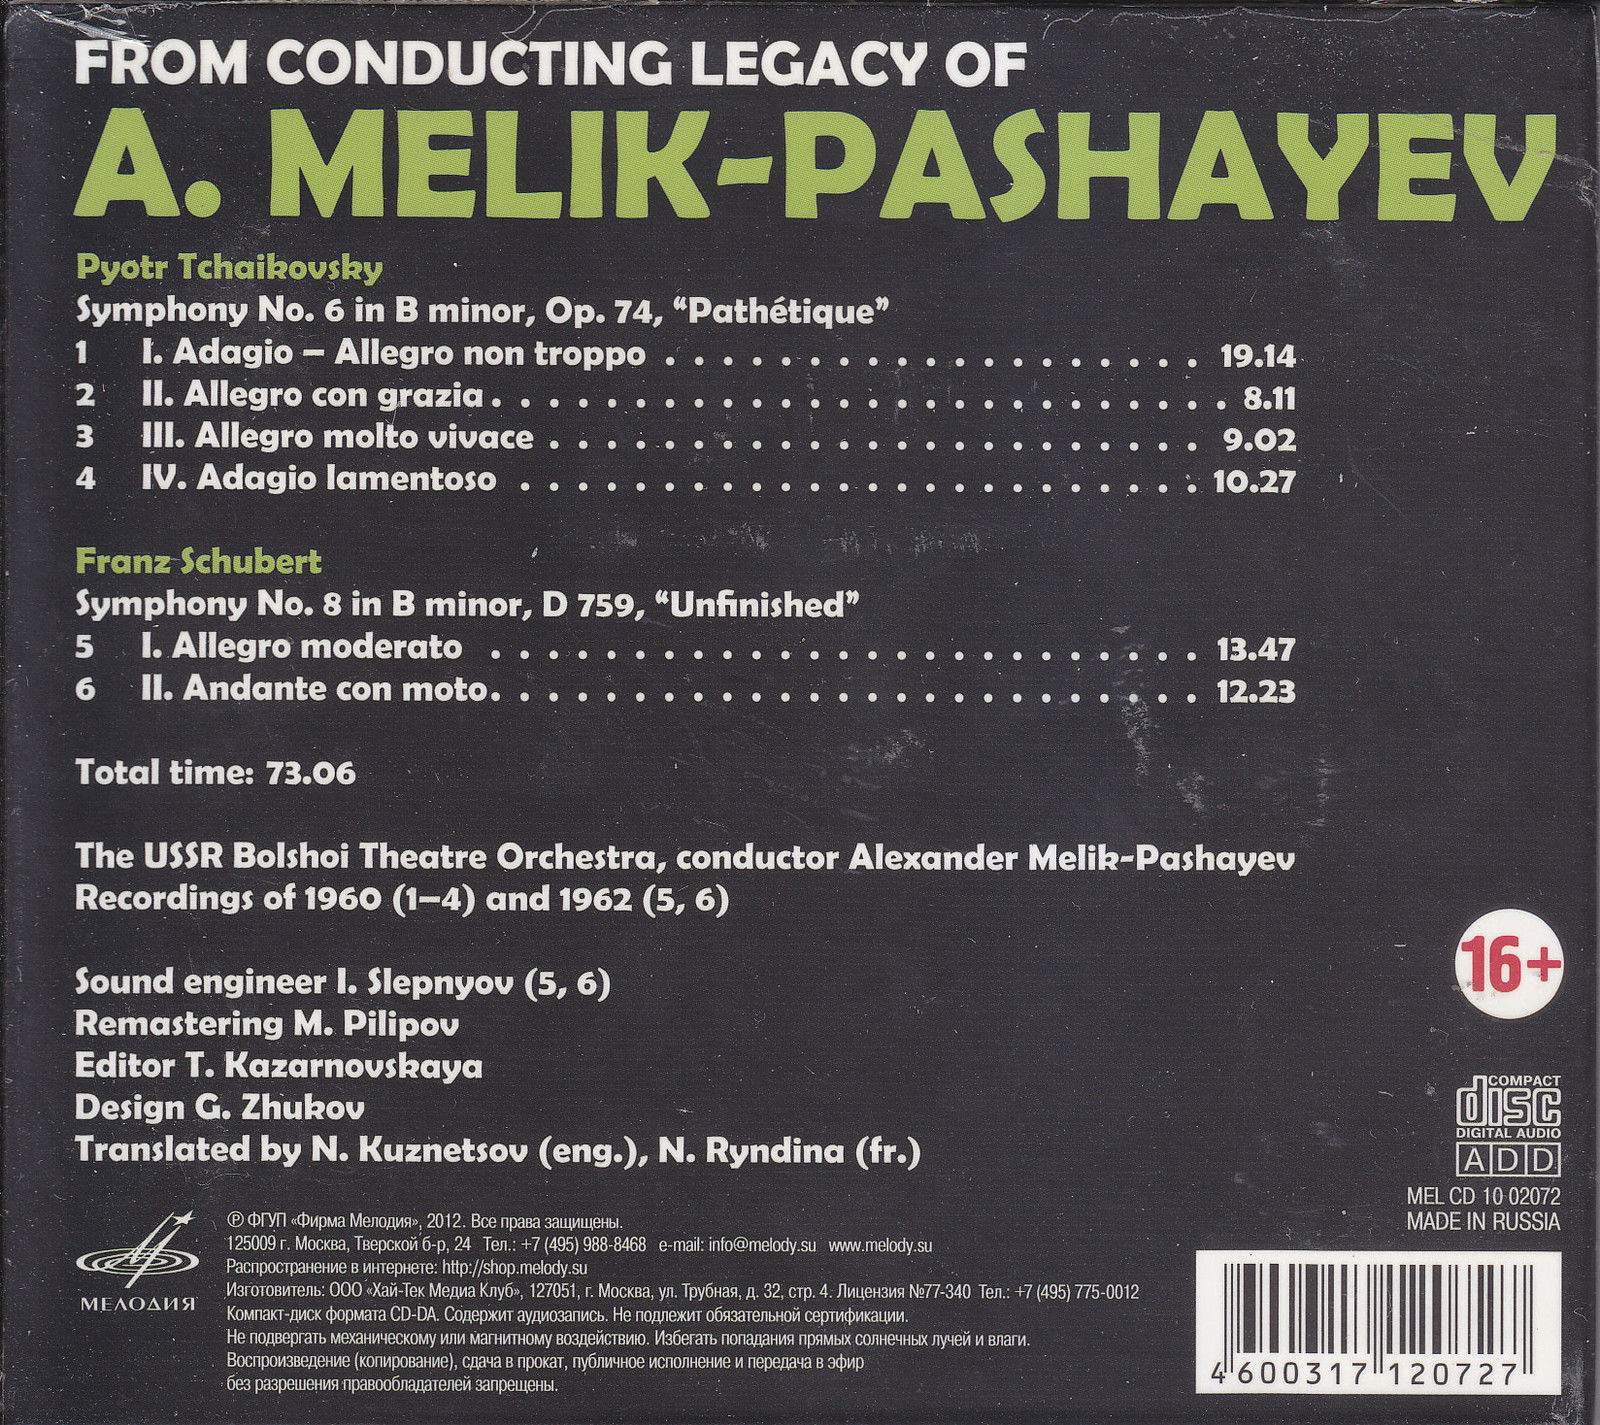 FROM CONDUCTING LEGACY OF
A. MELIK-PASHAYEV
Pyotr Tchaikovsky
Symphony No. 6 in B minor, Op. 74, “Pathétique”
1 I. Adagio – Allegro non troppo . . . . . . . . . . . . . . . . . . . 19.14
2 II. Allegro con grazia . . . . . . . . . . . . . . . . . . . . . . . . . . 8.11
3 III. Allegro molto vivace . . . . . . . . . . . . . . . . . . . . . . . 9.02
4 IV. Adagio lamentoso . . . . . . . . . . . . . . . . . . . . . . . . 10.27
Franz Schubert
Symphony No. 8 in B minor, D 759, “Unfinished”
5 I. Allegro moderato . . . . . . . . . . . . . . . . . . . . . . . . . 13.47
6 II. Andante con moto. . . . . . . . . . . . . . . . . . . . . . . . . 12.23
Total time: 73.06
The USSR Bolshoi Theatre Orchestra, conductor Alexander Melik-Pashayev
Recordings of 1960 (1–4) and 1962 (5, 6)
16+
Sound engineer I. Slepnyov (5, 6)
Remastering M. Pilipov
Editor T. Kazarnovskaya
Design G. Zhukov
Translated by N. Kuznetsov (eng.), N. Ryndina (fr.)
COMPACT
disc
DIGITAL AUDIO
ADD
MEL CD 10 02072
MADE IN RUSSIA
МЕЛОДИЯ
℗ ФГУП «Фирма Мелодия», 2012. Все права защищены.
125009 г. Москва, Тверской б-р, 24 Тел.: +7 (495) 988-8468 e-mail: info@melody.su www.melody.su
Распространение в интернете: http://shop.melody.su
Изготовитель: ООО «Хай-Тек Медиа Клуб», 127051, г. Москва, ул. Трубная, д. 32, стр. 4. Лицензия №77-340 Тел.: +7 (495) 775-0012
Компакт-диск формата CD-DA. Содержит аудиозапись. Не подлежит обязательной сертификации.
Не подвергать механическому или магнитному воздействию. Избегать попадания прямых солнечных лучей и влаги.
Воспроизведение (копирование), сдача в прокат, публичное исполнение и передача в эфир
без разрешения правообладателей запрещены.
4 600317 120727